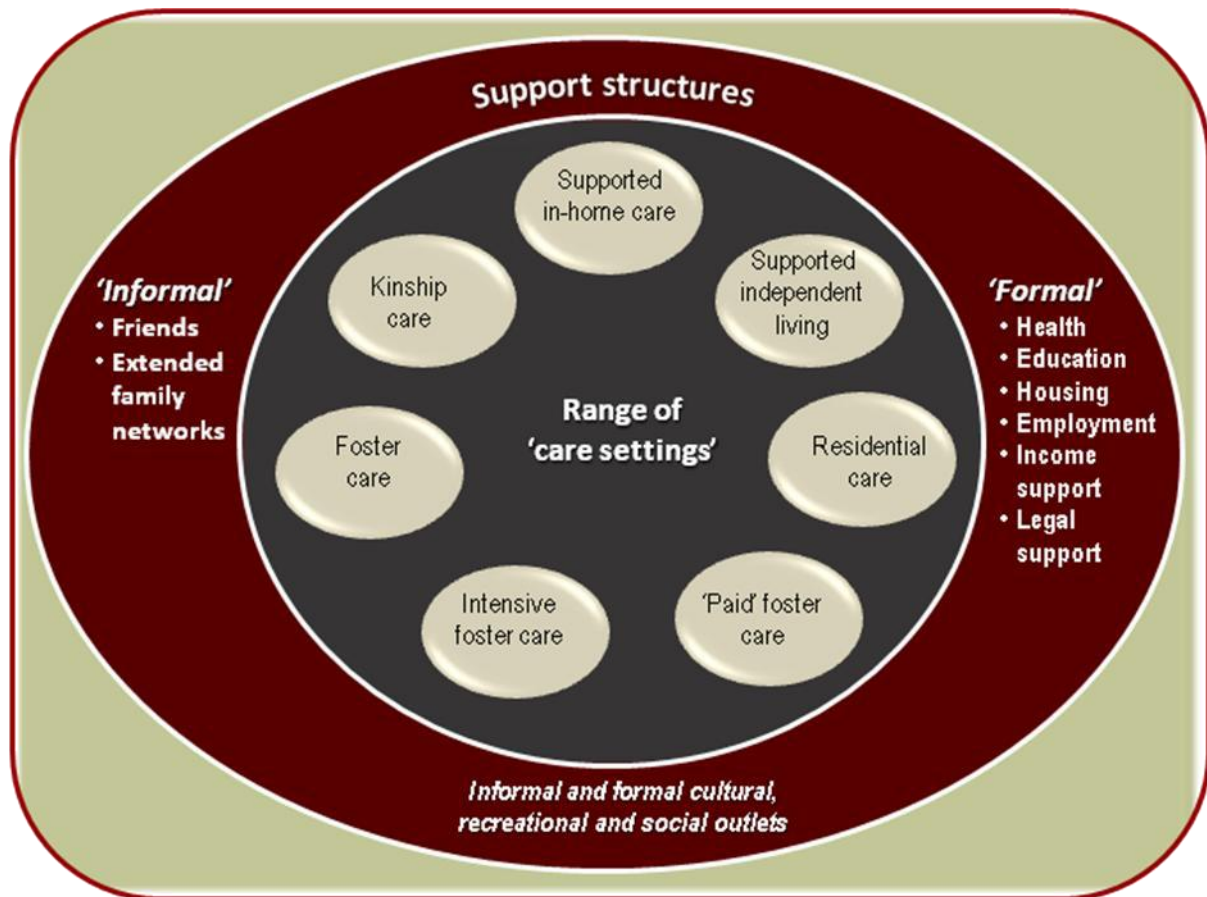 Support structures
Supported
in-home care
Kinship
care
Supported
independent
living
'Informal'
• Friends
• Extended
family
networks
'Formal'
• Health
• Education
• Housing
• Employment
• Income
support
• Legal
support
Range of
'care settings'
Foster
care
Residential
care
Intensive
foster care
'Paid' foster
care
Informal and formal cultural,
recreational and social outlets